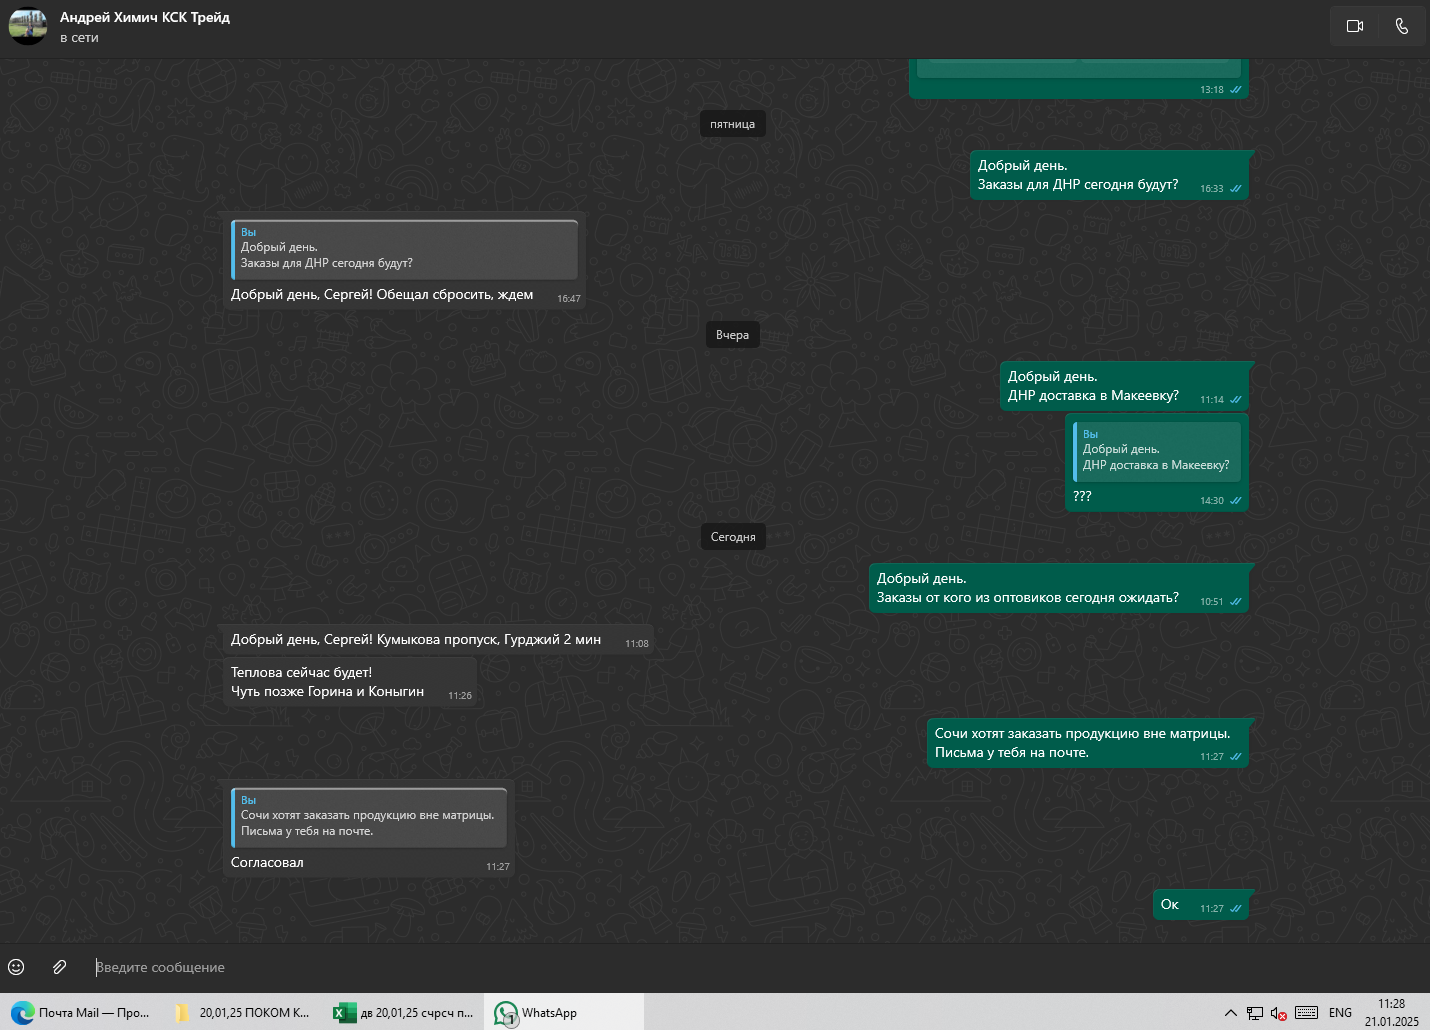 Андрей Химич КСК Трейд
в сети
13:18
пятница
Добрый день.
Заказы для ДНР сегодня будут?
16:33
Вы
Добрый день.
Заказы для ДНР сегодня будут?
Добрый день, Сергей! Обещал сбросить, ждем
16:47
Вчера
Добрый день.
ДНР доставка в Макеевку?
11:14
Вы
Добрый день.
ДНР доставка в Макеевку?
???
14:30
Сегодня
Добрый день.
Заказы от кого из оптовиков сегодня ожидать?
10:51
Добрый день, Сергей! Кумыкова пропуск, Гурджий 2 мин
11:08
Теплова сейчас будет!
Чуть позже Горина и Коныгин
11:26
Сочи хотят заказать продукцию вне матрицы.
Письма у тебя на почте.
11:27
Вы
Сочи хотят заказать продукцию вне матрицы.
Письма у тебя на почте.
Согласовал
11:27
Ок
11:27
Введите сообщение
Почта Mail — Про...
20,01,25 ПОКОМ К...
дв 20,01,25 счрсч п...
1
WhatsApp
ENG
11:28
21.01.2025